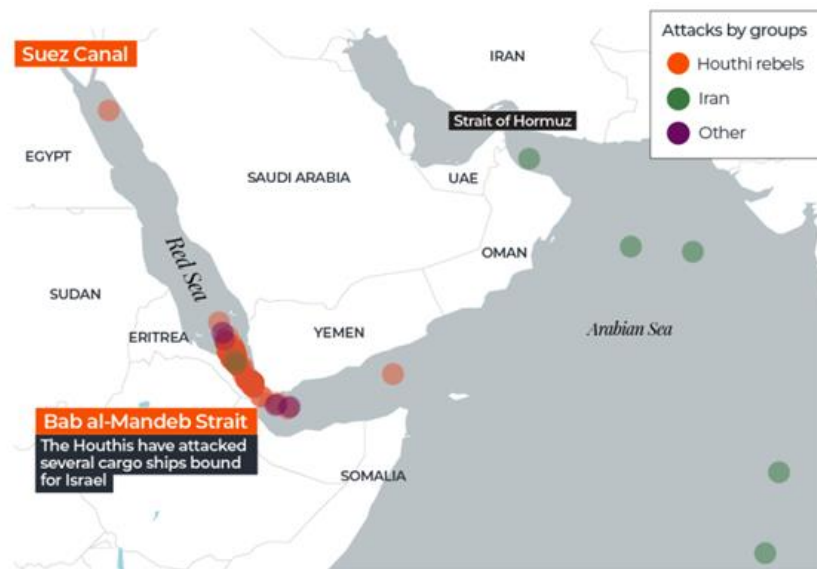 Attacks by groups
Houthi rebels
Iran
Other
Suez Canal
IRAN
Strait of Hormuz
EGYPT
SAUDI ARABIA
UAE
OMAN
Red Sea
SUDAN
ERITREA
YEMEN
Arabian Sea
Bab al-Mandeb Strait
The Houthis have attacked
several cargo ships bound
for Israel
SOMALIA